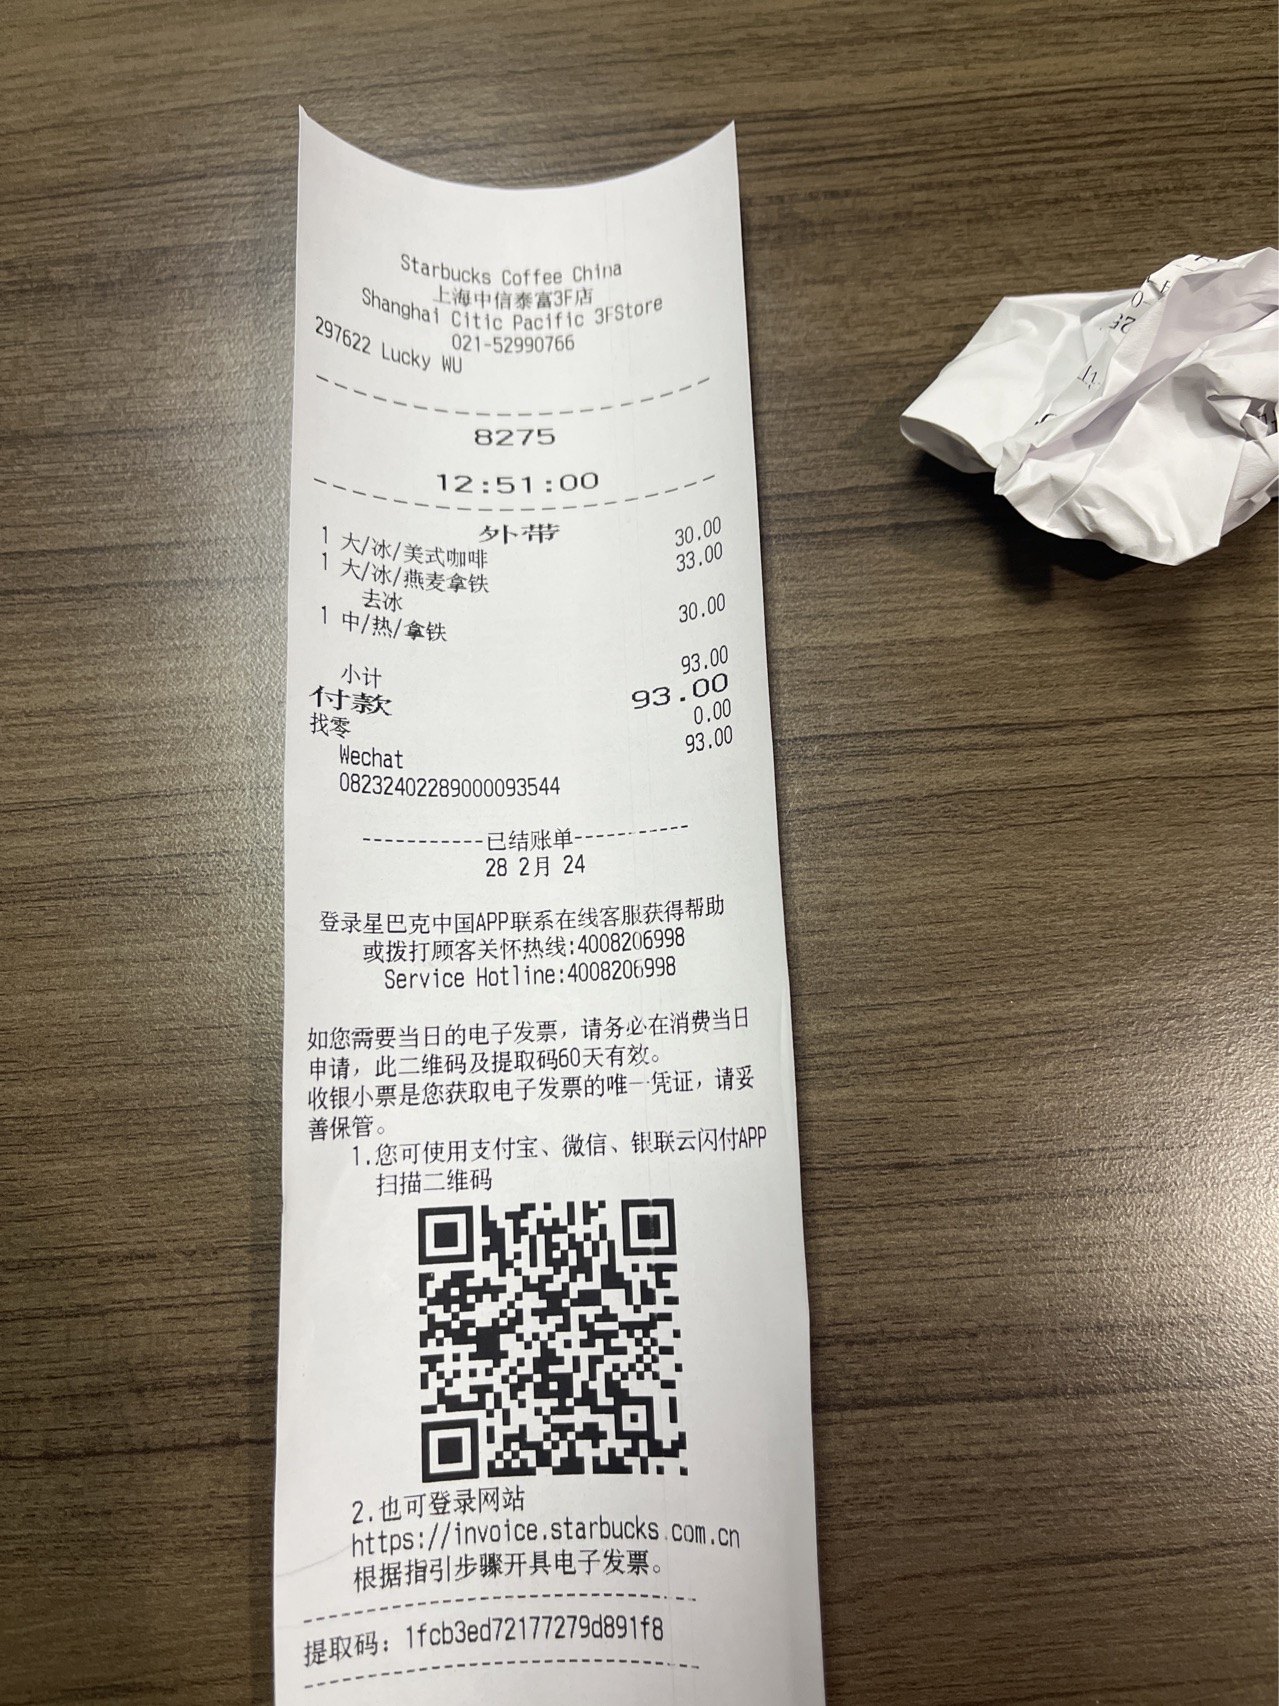 Starbucks Coffee China
上海中信泰富3F店
Shanghai Citic Pacific 3FStore
021-52990766
297622 Lucky WU
8275
12:51:00
外带
1 大/冰/美式咖啡 30.00
1 大/冰/燕麦拿铁 33.00
去冰
1 中/热/拿铁 30.00
小计 93.00
付款 93.00
找零 0.00
Wechat 93.00
08232402289000093544
-----------已结账单-----------
28 2月 24
登录星巴克中国APP联系在线客服获得帮助
或拨打顾客关怀热线:4008206998
Service Hotline:4008206998
如您需要当日的电子发票，请务必在消费当日
申请，此二维码及提取码60天有效。
收银小票是您获取电子发票的唯一凭证，请妥
善保管。
1.您可使用支付宝、微信、银联云闪付APP
扫描二维码
2.也可登录网站
https://invoice.starbucks.com.cn
根据指引步骤开具电子发票。
提取码：1fcb3ed72177279d891f8